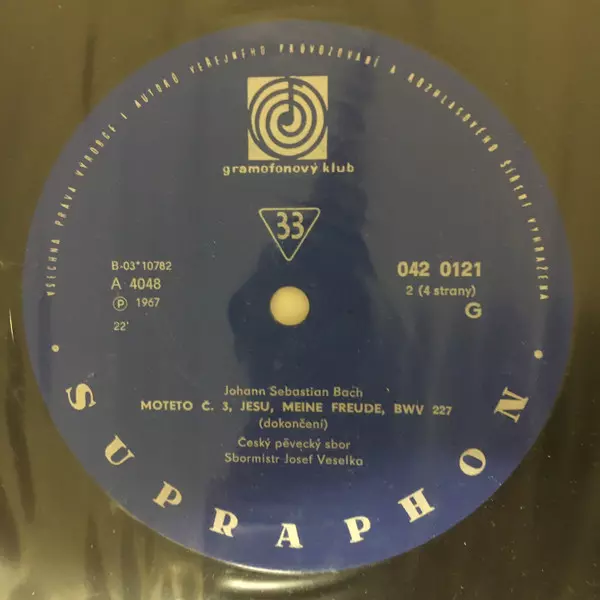 VŠECHNA PRÁVA VÝROBCE I AUTORŮ VEŘEJNÉHO PROVOZOVÁNÍ A ROZHLASOVÉHO ŠÍŘENÍ VYHRAŽENA
gramofonový klub
33
B-03*10782
A 4048
Ⓟ 1967
22'
042 0121
2 (4 strany)
G
Johann Sebastian Bach
MOTETO Č. 3, JESU, MEINE FREUDE, BWV 227
(dokončení)
Český pěvecký sbor
Sbormistr Josef Veselka
• SUPRAPHON •